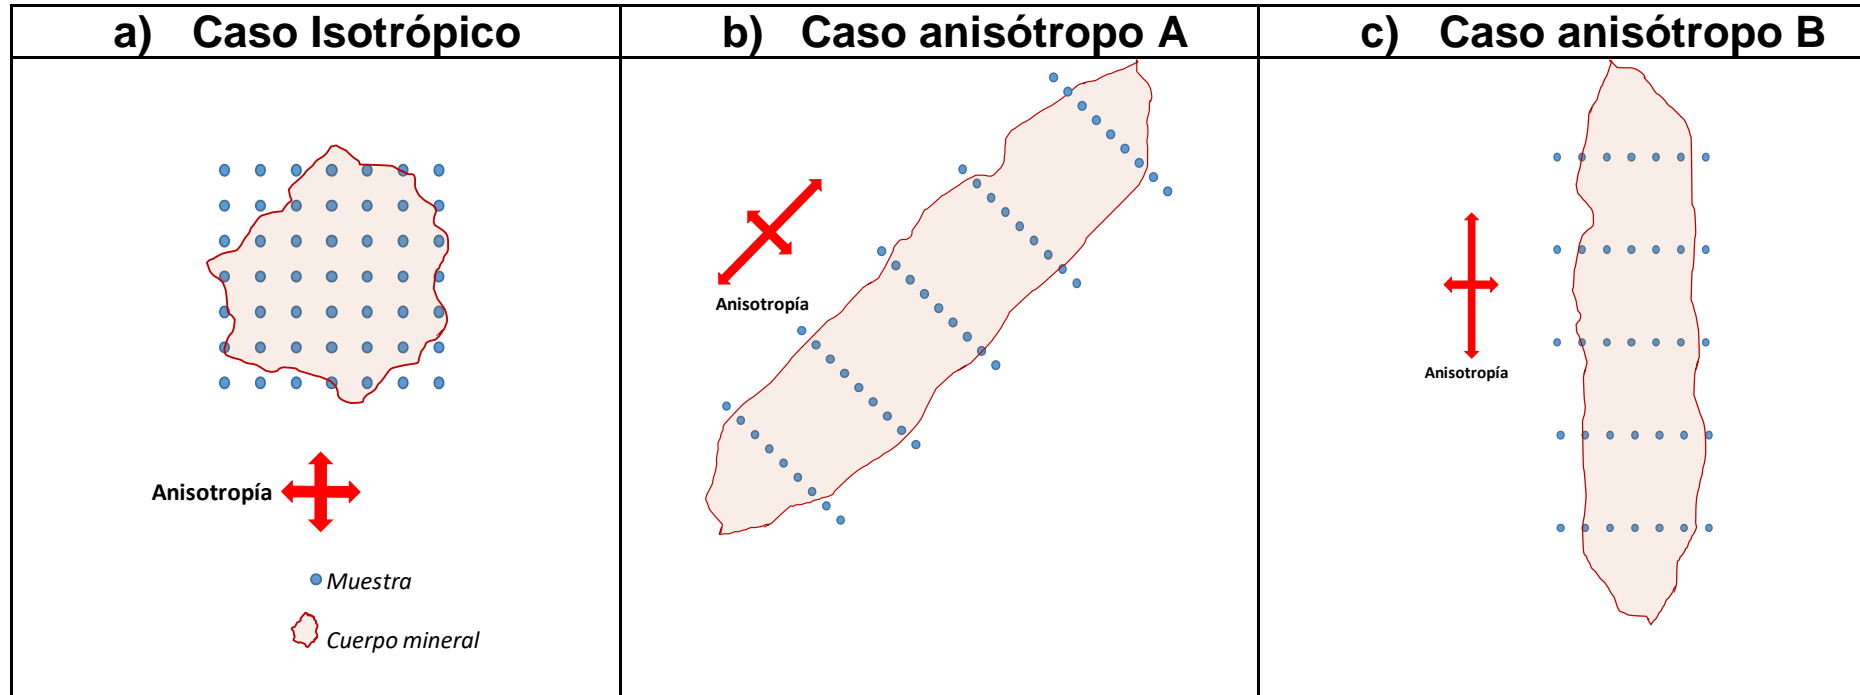 a) Caso Isotrópico
b) Caso anisótropo A
c) Caso anisótropo B
Anisotropía
Muestra
Cuerpo mineral
Anisotropía
Anisotropía